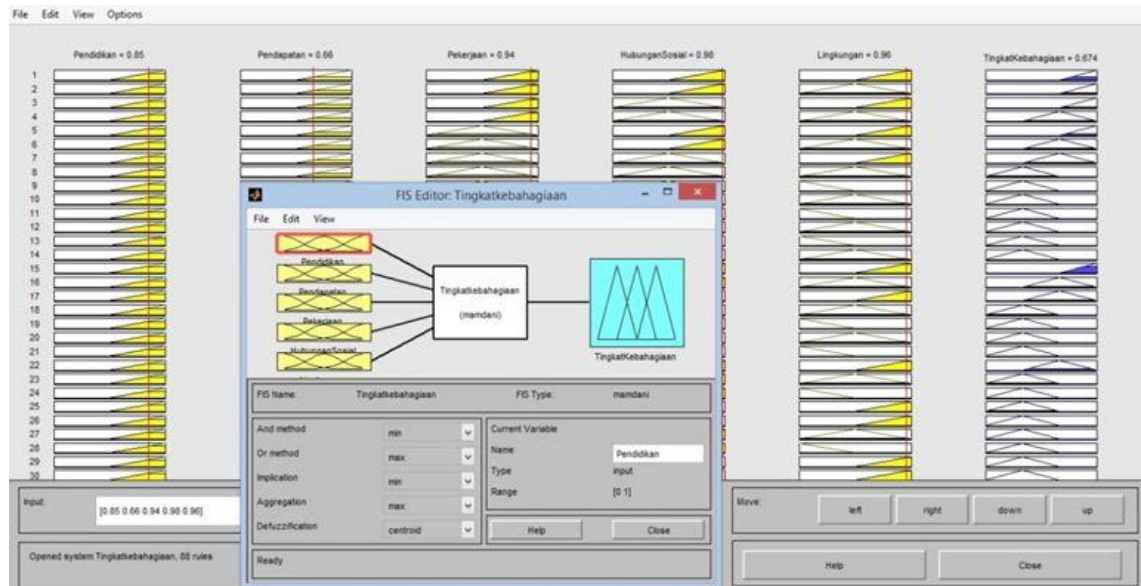 File Edit View Options
Pendidikan = 0.85 Pendapatan = 0.66 Pekerjaan = 0.94 HubunganSosial = 0.98 Lingkungan = 0.96 TingkatKebahagiaan = 0.674
1
2
3
4
5
6
7
8
9
10
11
12
13
14
15
16
17
18
19
20
21
22
23
24
25
26
27
28
29
30
FIS Editor: Tingkatkebahagiaan
File Edit View
Pendidikan
Pendapatan
Pekerjaan
HubunganSosial
Tingkatkebahagiaan
(mamdani)
TingkatKebahagiaan
FIS Name: Tingkatkebahagiaan FIS Type: mamdani
And method min
Or method max
Implication min
Aggregation max
Defuzzification centroid
Current Variable
Name Pendidikan
Type input
Range [0 1]
Help Close
Ready
Input: [0.85 0.66 0.94 0.98 0.96]
Move: left right down up
Opened system Tingkatkebahagiaan, 88 rules
Help Close